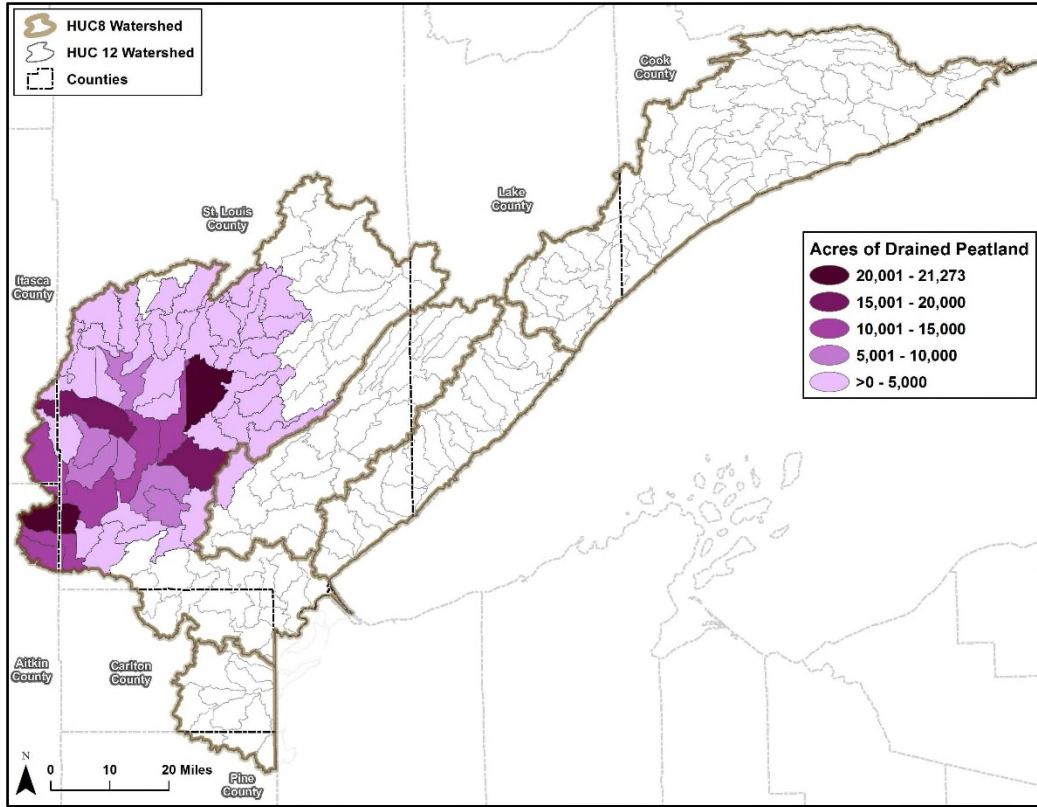 HUC8 Watershed
HUC 12 Watershed
Counties
Cook
County
Lake
County
St. Louis
County
Itasca
County
Acres of Drained Peatland
20,001 - 21,273
15,001 - 20,000
10,001 - 15,000
5,001 - 10,000
>0 - 5,000
Aitkin
County
Carlton
County
Pine
County
N
0 10 20 Miles